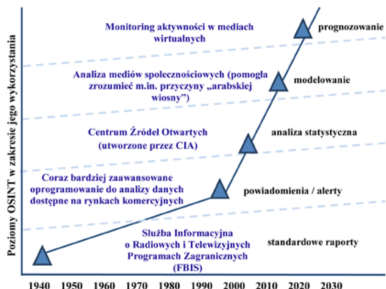 Poziomy OSINT w zakresie jego wykorzystania
Monitoring aktywności w mediach
wirtualnych
prognozowanie
Analiza mediów społecznościowych (pomogła
zrozumieć m.in. przyczyny „arabskiej
wiosny”)
modelowanie
Centrum Źródeł Otwartych
(utworzone przez CIA)
analiza statystyczna
Coraz bardziej zaawansowane
oprogramowanie do analizy danych
dostępne na rynkach komercyjnych
powiadomienia / alerty
Służba Informacyjna
o Radiowych i Telewizyjnych
Programach Zagranicznych
(FBIS)
standardowe raporty
1940 1950 1960 1970 1980 1990 2000 2010 2020 2030